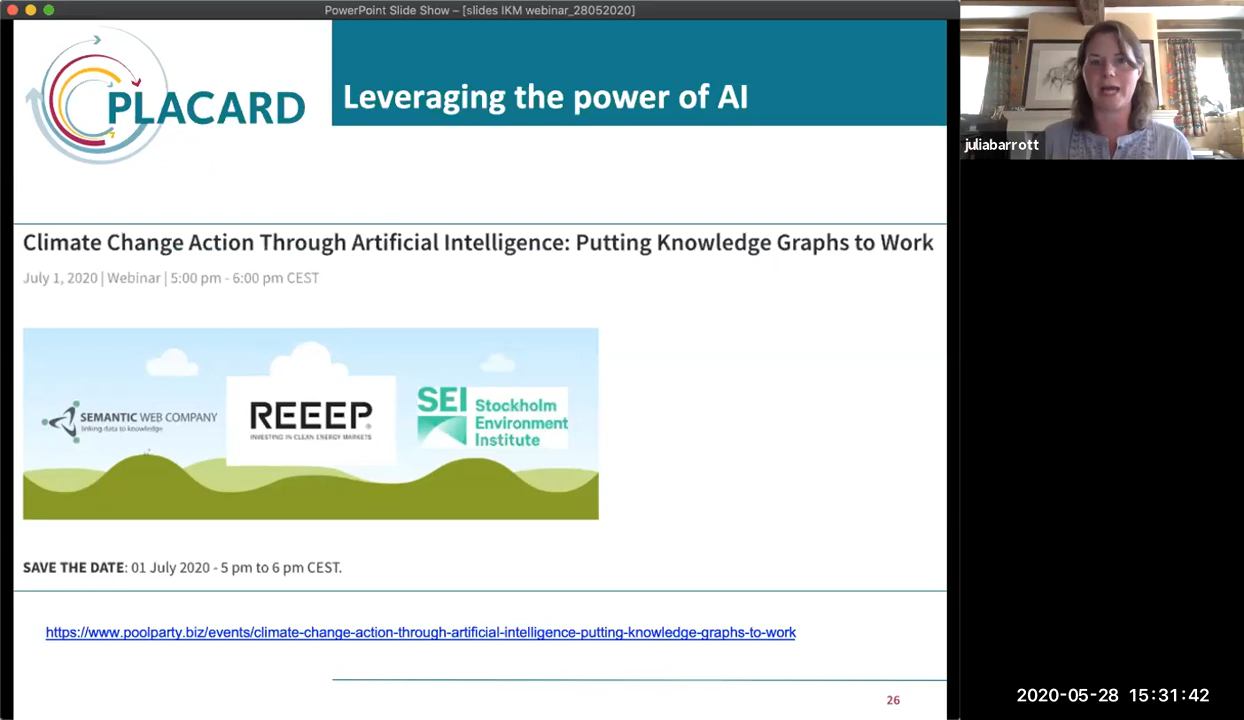 PowerPoint Slide Show – [slides IKM webinar_28052020]
PLACARD
Leveraging the power of AI
juliabarrott
Climate Change Action Through Artificial Intelligence: Putting Knowledge Graphs to Work
July 1, 2020 | Webinar | 5:00 pm - 6:00 pm CEST
SEMANTIC WEB COMPANY
linking data to knowledge
REEEP®
INVESTING IN CLEAN ENERGY MARKETS
SEI Stockholm
Environment
Institute
SAVE THE DATE: 01 July 2020 - 5 pm to 6 pm CEST.
https://www.poolparty.biz/events/climate-change-action-through-artificial-intelligence-putting-knowledge-graphs-to-work
26
2020-05-28 15:31:42